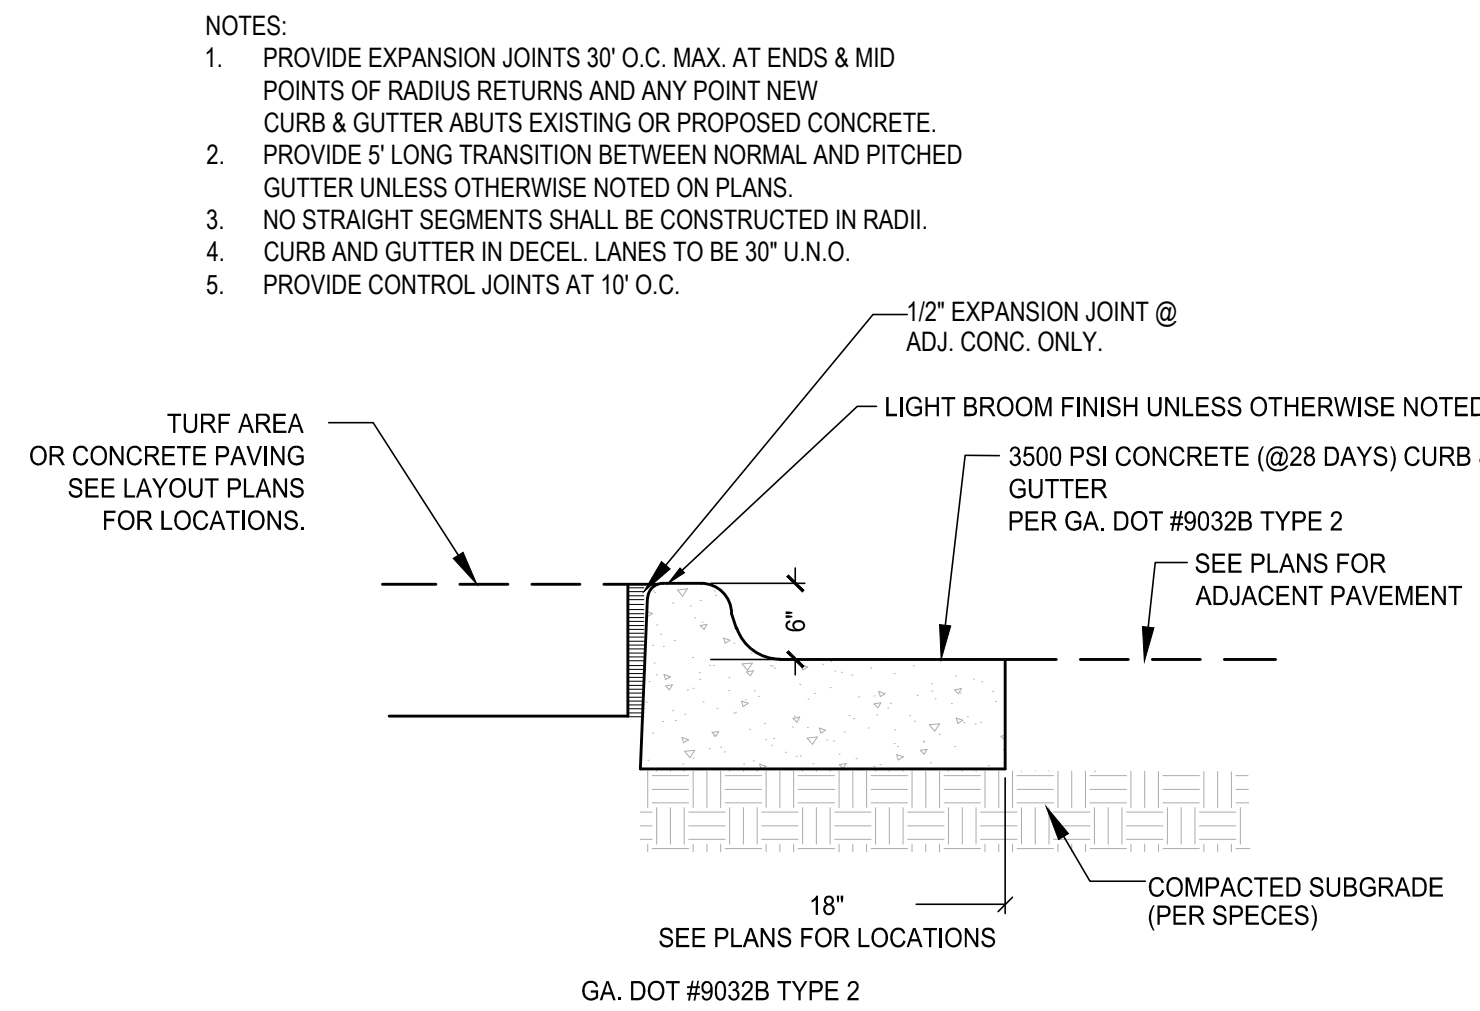 NOTES:
1. PROVIDE EXPANSION JOINTS 30' O.C. MAX. AT ENDS & MID
POINTS OF RADIUS RETURNS AND ANY POINT NEW
CURB & GUTTER ABUTS EXISTING OR PROPOSED CONCRETE.
2. PROVIDE 5' LONG TRANSITION BETWEEN NORMAL AND PITCHED
GUTTER UNLESS OTHERWISE NOTED ON PLANS.
3. NO STRAIGHT SEGMENTS SHALL BE CONSTRUCTED IN RADII.
4. CURB AND GUTTER IN DECEL. LANES TO BE 30" U.N.O.
5. PROVIDE CONTROL JOINTS AT 10' O.C.
1/2" EXPANSION JOINT @
ADJ. CONC. ONLY.
LIGHT BROOM FINISH UNLESS OTHERWISE NOTED
TURF AREA
OR CONCRETE PAVING
SEE LAYOUT PLANS
FOR LOCATIONS.
3500 PSI CONCRETE (@28 DAYS) CURB &
GUTTER
PER GA. DOT #9032B TYPE 2
SEE PLANS FOR
ADJACENT PAVEMENT
6"
COMPACTED SUBGRADE
(PER SPECES)
18"
SEE PLANS FOR LOCATIONS
GA. DOT #9032B TYPE 2